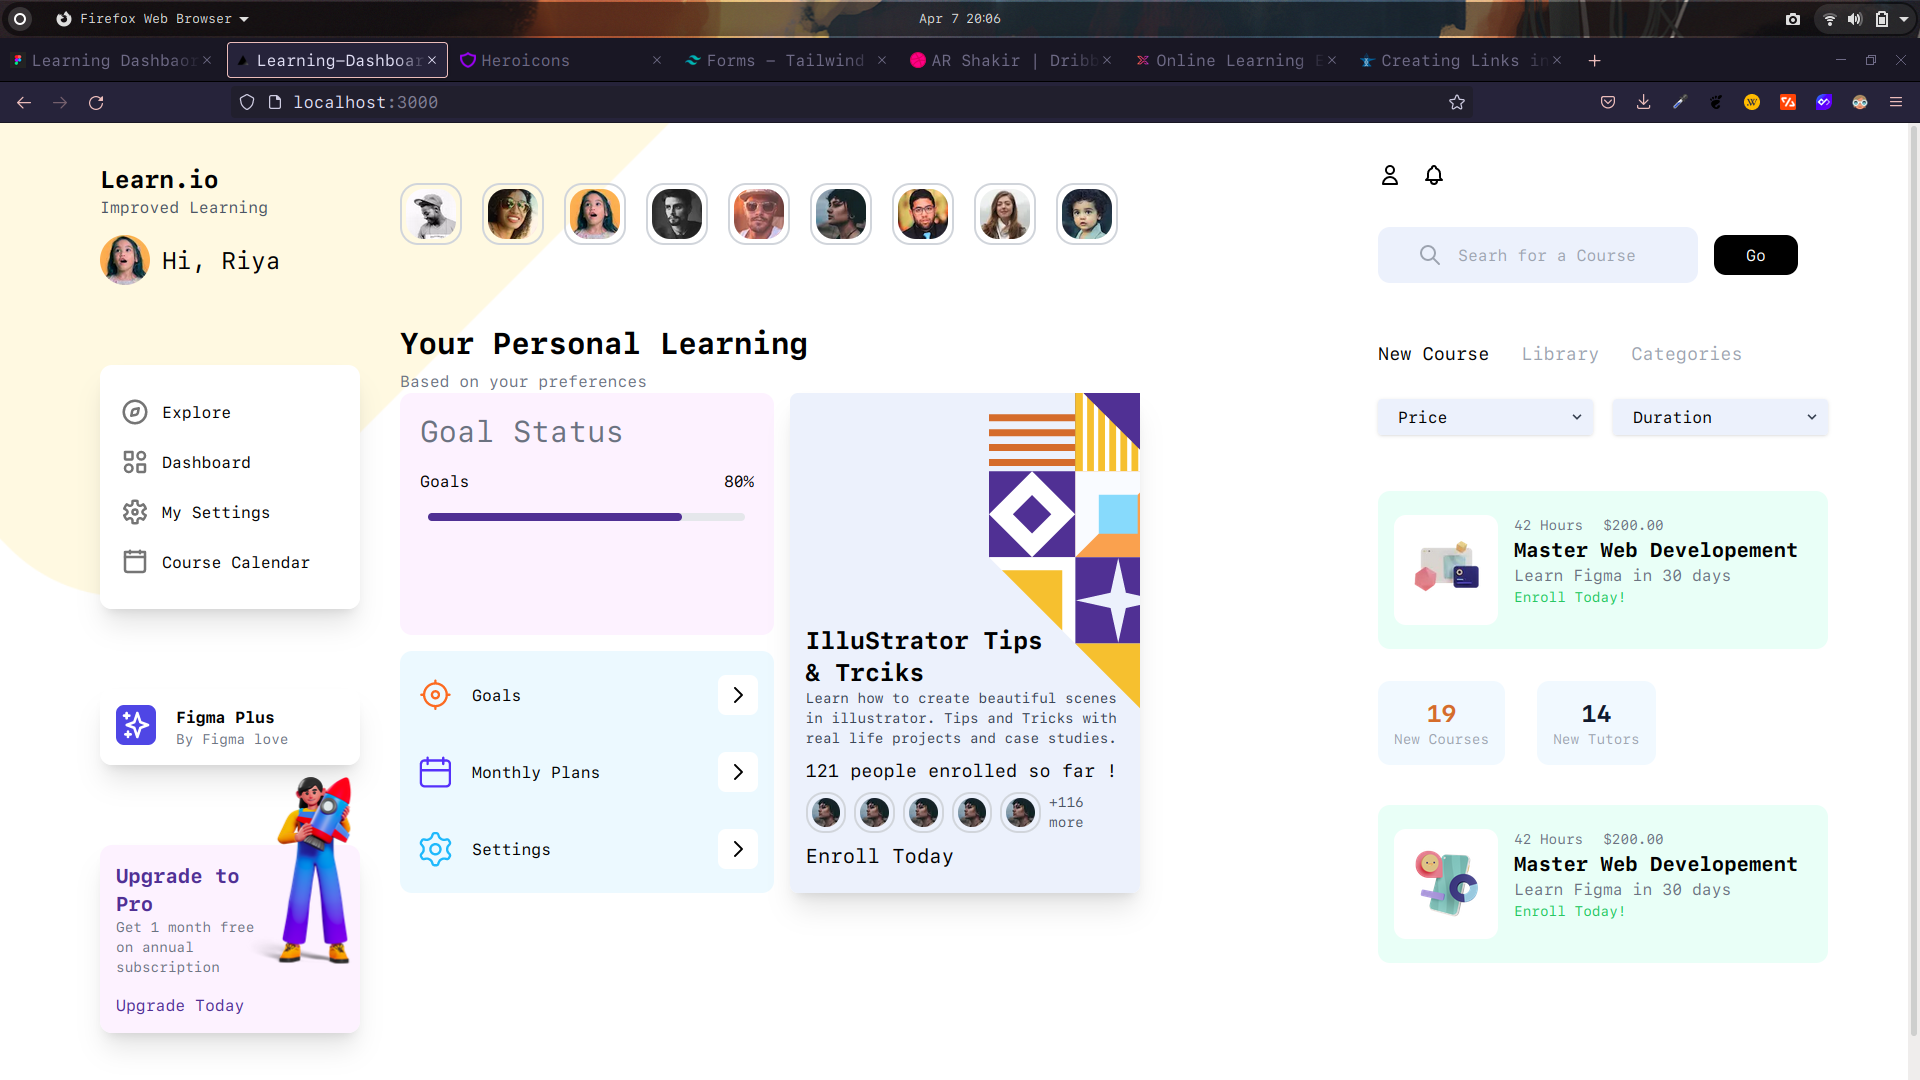 Firefox Web Browser
Apr 7 20:06
Learning Dashbaor
Learning-Dashboar
Heroicons
Forms - Tailwind
AR Shakir | Dribb
Online Learning E
Creating Links in
localhost:3000
Learn.io
Improved Learning
Hi, Riya
Explore
Dashboard
My Settings
Course Calendar
Figma Plus
By Figma love
Upgrade to
Pro
Get 1 month free
on annual
subscription
Upgrade Today
Your Personal Learning
Based on your preferences
Goal Status
Goals 80%
Goals
Monthly Plans
Settings
IlluStrator Tips
& Trciks
Learn how to create beautiful scenes
in illustrator. Tips and Tricks with
real life projects and case studies.
121 people enrolled so far !
+116
more
Enroll Today
Searh for a Course
Go
New Course Library Categories
Price Duration
42 Hours $200.00
Master Web Developement
Learn Figma in 30 days
Enroll Today!
19
New Courses
14
New Tutors
42 Hours $200.00
Master Web Developement
Learn Figma in 30 days
Enroll Today!